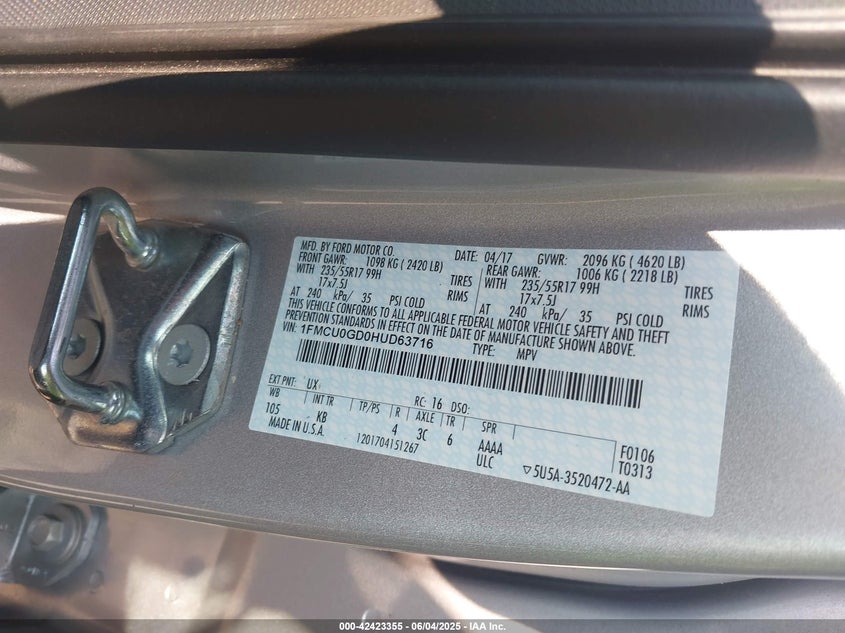 MFD. BY FORD MOTOR CO. DATE: 04/17 GVWR: 2096 KG ( 4620 LB)
FRONT GAWR: 1098 KG ( 2420 LB) REAR GAWR: 1006 KG ( 2218 LB)
WITH 235/55R17 99H TIRES WITH 235/55R17 99H TIRES
17x7.5J RIMS 17x7.5J RIMS
AT 240 kPa/ 35 PSI COLD AT 240 kPa/ 35 PSI COLD
THIS VEHICLE CONFORMS TO ALL APPLICABLE FEDERAL MOTOR VEHICLE SAFETY AND THEFT
PREVENTION STANDARDS IN EFFECT ON THE DATE OF MANUFACTURE SHOWN ABOVE.
VIN: 1FMCU0GD0HUD63716
TYPE: MPV
EXT PNT: UX RC: 16 DSO:
WB INT TR TP/PS R AXLE TR SPR
105 KB 4 3C 6 AAAA F0106
MADE IN U.S.A. 1201704151267 ULC T0313
▽5U5A-3520472-AA
000-42423355 — 06/04/2025 — IAA Inc.